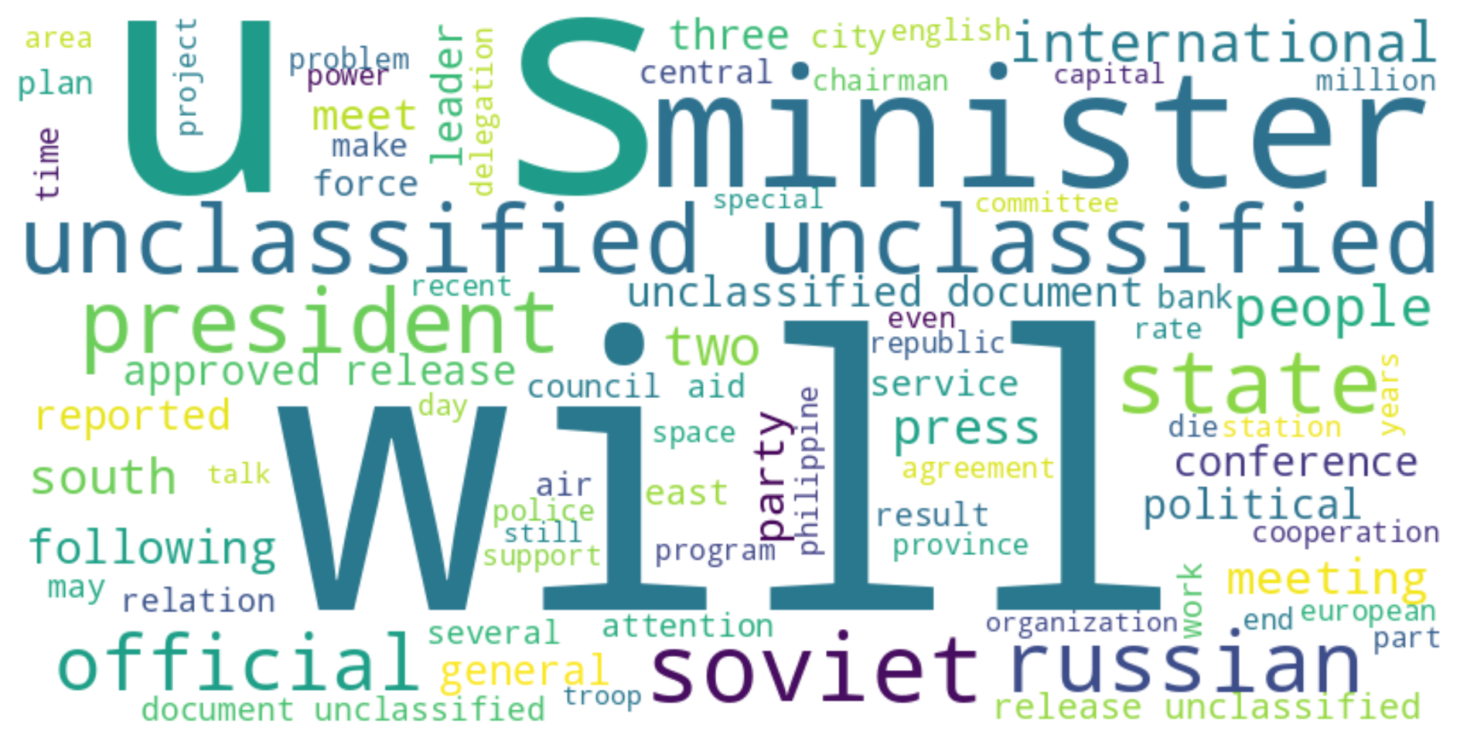 area
project
u s
three
city
english
international
problem
leader
plan
power
delegation
central
chairman
capital
million
meet
minister
time
make
force
special
committee
unclassified unclassified
recent
unclassified document
bank
people
president
even
rate
two
republic
approved release
council
aid
service
state
years
reported
day
will
party
philippine
press
die
station
space
south
talk
agreement
conference
air
east
police
political
still
result
following
support
program
province
cooperation
may
relation
work
meeting
european
several
attention
organization
end
part
official
general
soviet
russian
troop
document unclassified
release unclassified